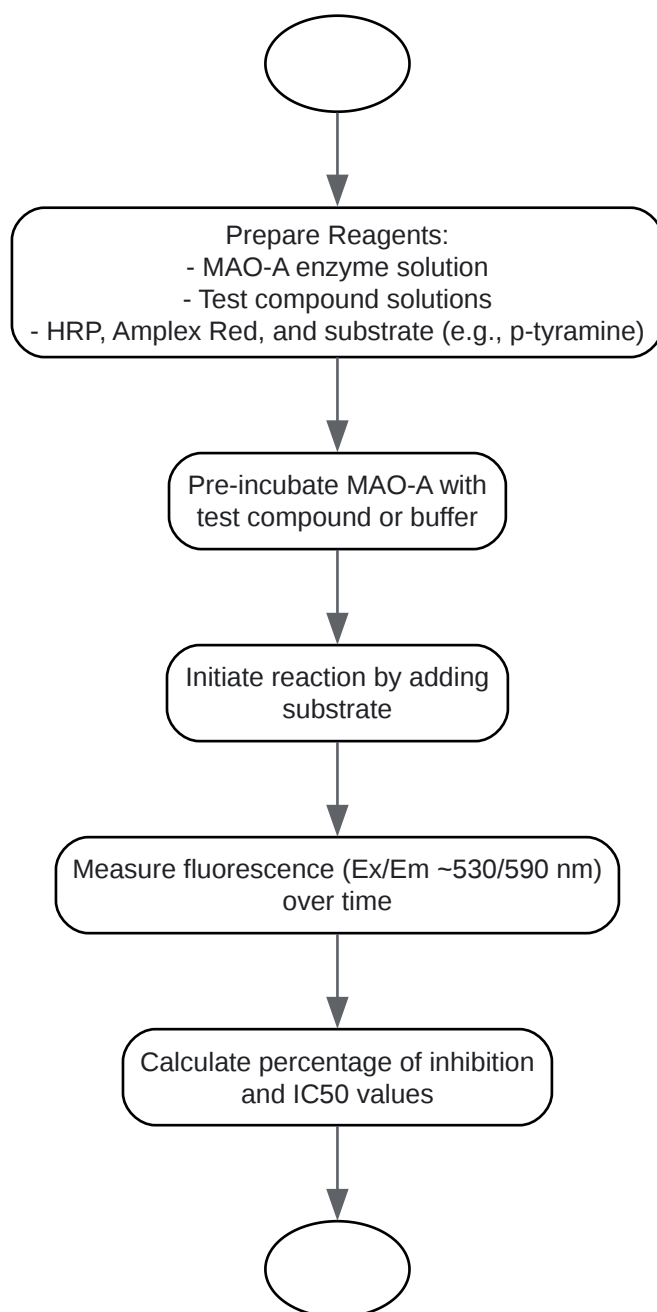 Prepare Reagents:
- MAO-A enzyme solution
- Test compound solutions
- HRP, Amplex Red, and substrate (e.g., p-tyramine)
Pre-incubate MAO-A with
test compound or buffer
Initiate reaction by adding
substrate
Measure fluorescence (Ex/Em ~530/590 nm)
over time
Calculate percentage of inhibition
and IC50 values